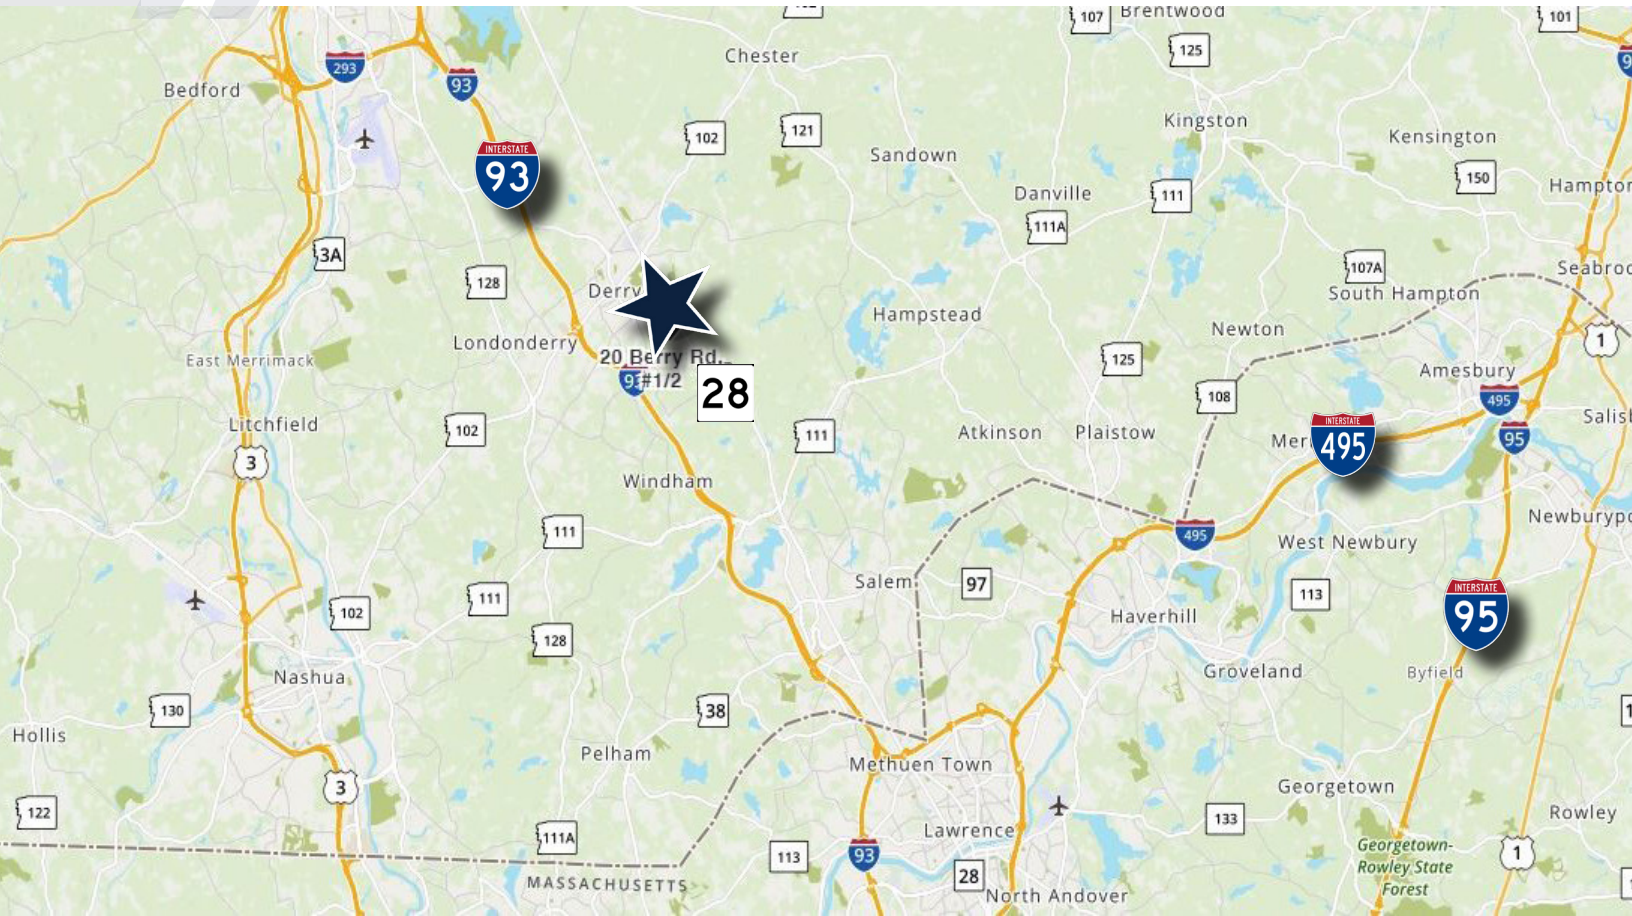 107
Brentwood
101
125
Chester
293
93
Bedford
Kingston
102
121
Kensington
Sandown
INTERSTATE
93
150
Danville
111
111A
3A
107A
128
Derry
South Hampton
Hampstead
Newton
1
Londonderry
20 Berry Rd.,
#1/2
28
East Merrimack
125
Amesbury
108
495
Litchfield
102
111
Atkinson
Plaistow
INTERSTATE
495
95
3
Windham
111
495
West Newbury
Salem
97
113
111
102
INTERSTATE
95
Haverhill
128
Nashua
Groveland
Byfield
130
38
Hollis
Pelham
Methuen Town
3
Georgetown
122
133
Rowley
111A
Lawrence
113
93
Georgetown-
Rowley State
Forest
1
28
MASSACHUSETTS
North Andover